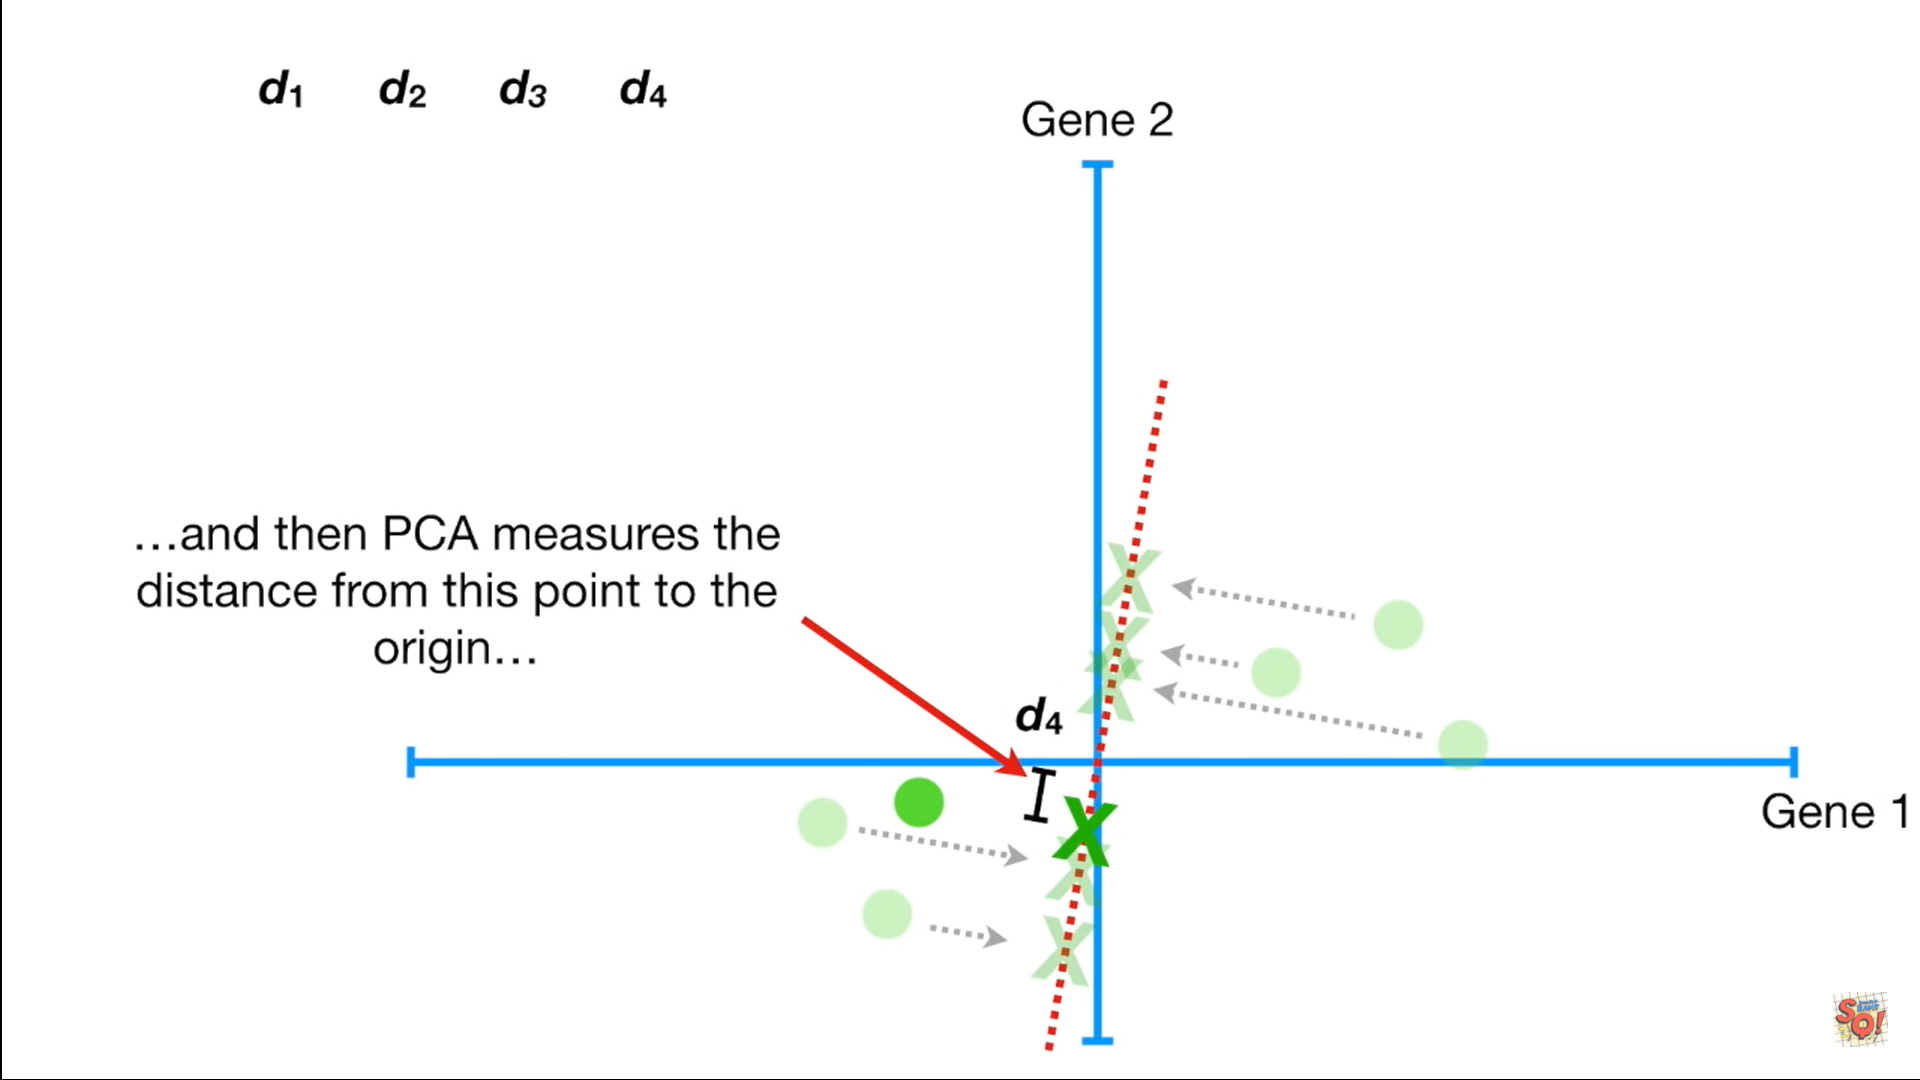 d1 d2 d3 d4
Gene 2
…and then PCA measures the
distance from this point to the
origin…
d4
Gene 1
SQ!